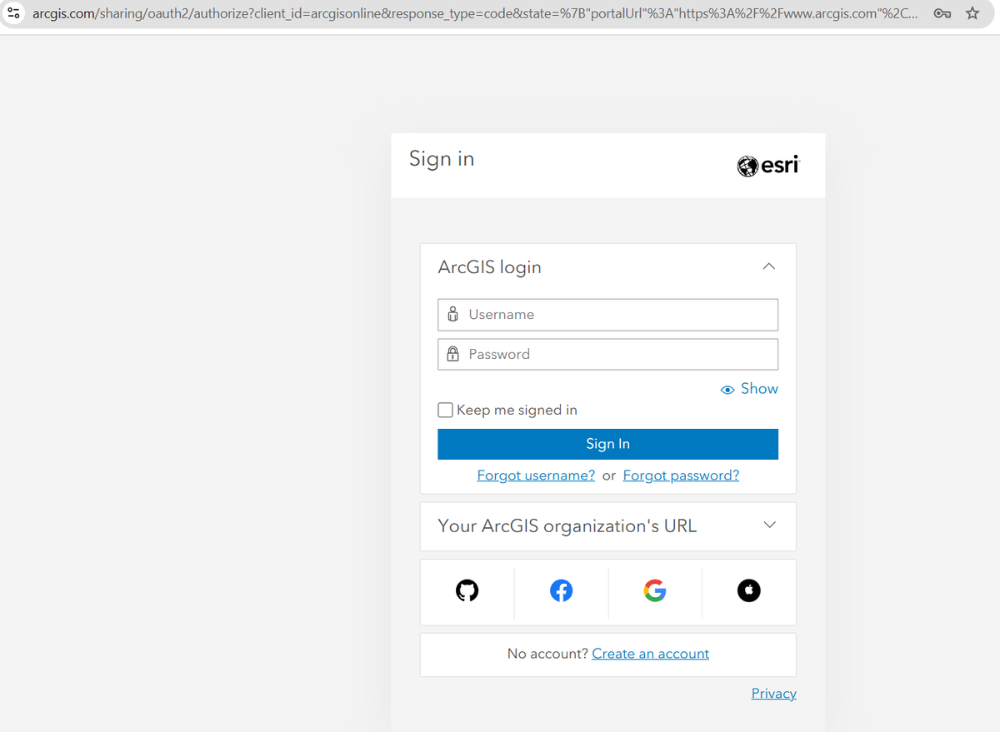 arcgis.com/sharing/oauth2/authorize?client_id=arcgisonline&response_type=code&state=%7B"portalUrl"%3A"https%3A%2F%2Fwww.arcgis.com"%2C...
Sign in
esri
ArcGIS login
Username
Password
Show
Keep me signed in
Sign In
Forgot username? or Forgot password?
Your ArcGIS organization's URL
No account? Create an account
Privacy